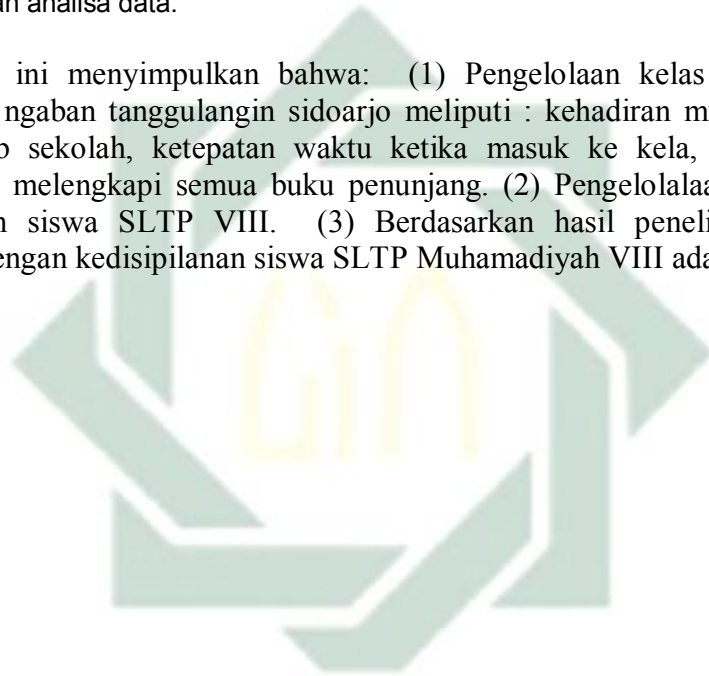 an analisa data.
ini menyimpulkan bahwa: (1) Pengelolaan kelas
ngaban tanggulangin sidoarjo meliputi : kehadiran mu
sekolah, ketepatan waktu ketika masuk ke kela,
melengkapi semua buku penunjang. (2) Pengelolalaa
siswa SLTP VIII. (3) Berdasarkan hasil peneli
engan kedisipilanan siswa SLTP Muhamadiyah VIII ada